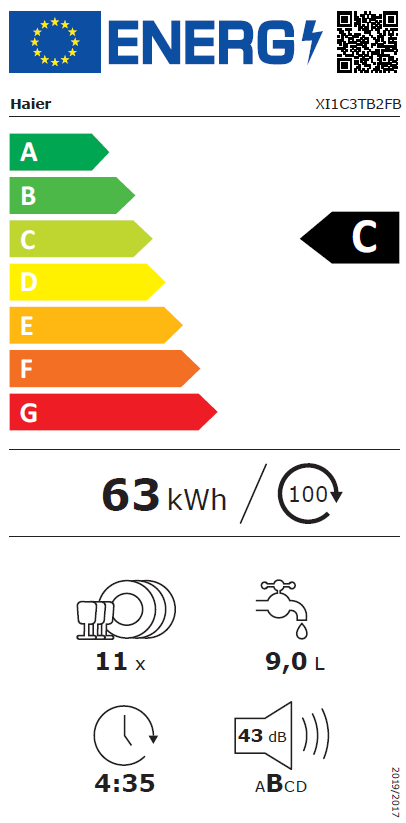 ENERG
Haier XI1C3TB2FB
A
B
C
C
D
E
F
G
63 kWh / 100
11 x 9,0 L
43 dB
4:35 ABCD
2019/2017